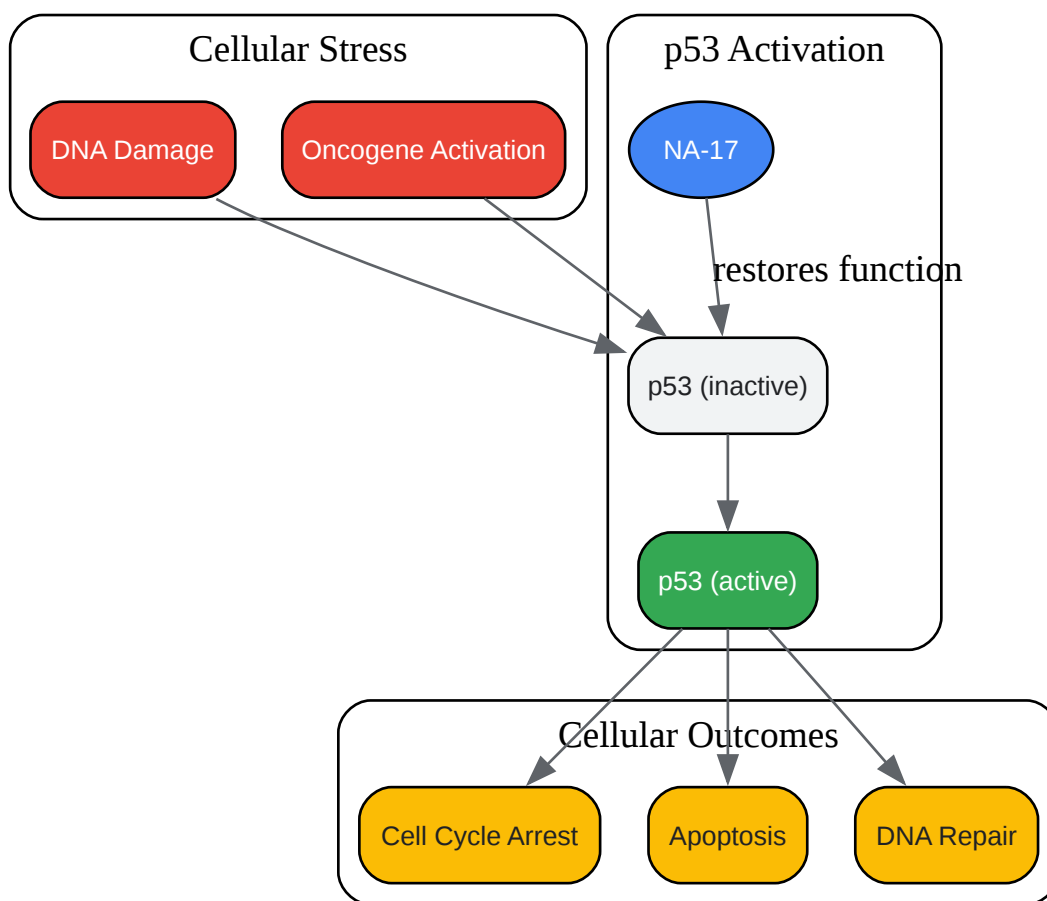 Cellular Stress
p53 Activation
DNA Damage
Oncogene Activation
NA-17
restores function
p53 (inactive)
p53 (active)
Cellular Outcomes
Cell Cycle Arrest
Apoptosis
DNA Repair